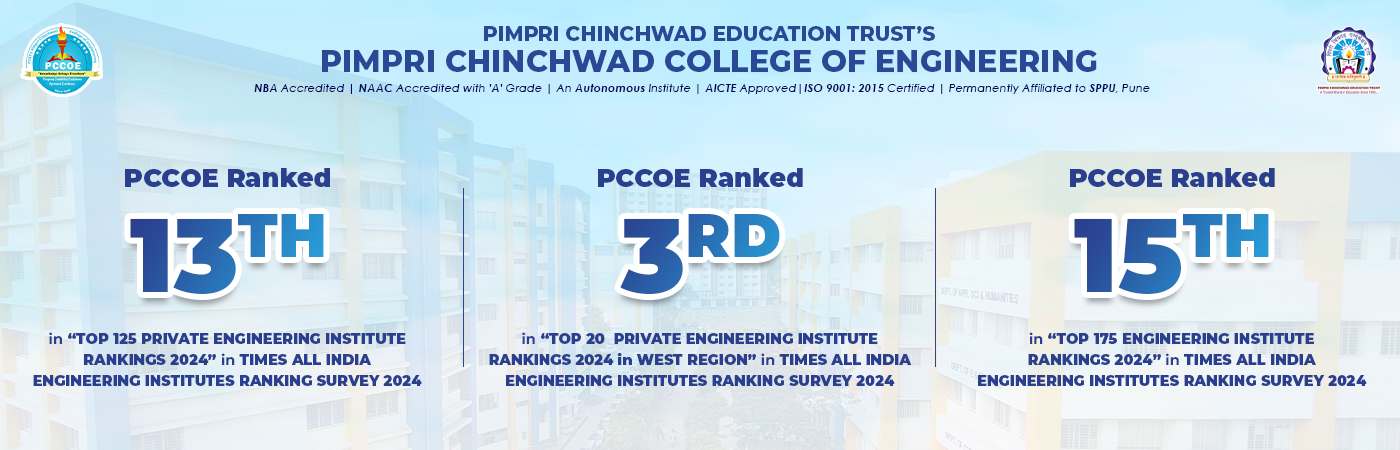 PIMPRI CHINCHWAD EDUCATION TRUST'S
PIMPRI CHINCHWAD COLLEGE OF ENGINEERING
NBA Accredited | NAAC Accredited with 'A' Grade | An Autonomous Institute | AICTE Approved|ISO 9001: 2015 Certified | Permanently Affiliated to SPPU, Pune
PCCOE
PCCOE Ranked
13TH
in “TOP 125 PRIVATE ENGINEERING INSTITUTE
RANKINGS 2024” in TIMES ALL INDIA
ENGINEERING INSTITUTES RANKING SURVEY 2024
PCCOE Ranked
3RD
in “TOP 20 PRIVATE ENGINEERING INSTITUTE
RANKINGS 2024 in WEST REGION” in TIMES ALL INDIA
ENGINEERING INSTITUTES RANKING SURVEY 2024
PCCOE Ranked
15TH
in “TOP 175 ENGINEERING INSTITUTE
RANKINGS 2024” in TIMES ALL INDIA
ENGINEERING INSTITUTES RANKING SURVEY 2024